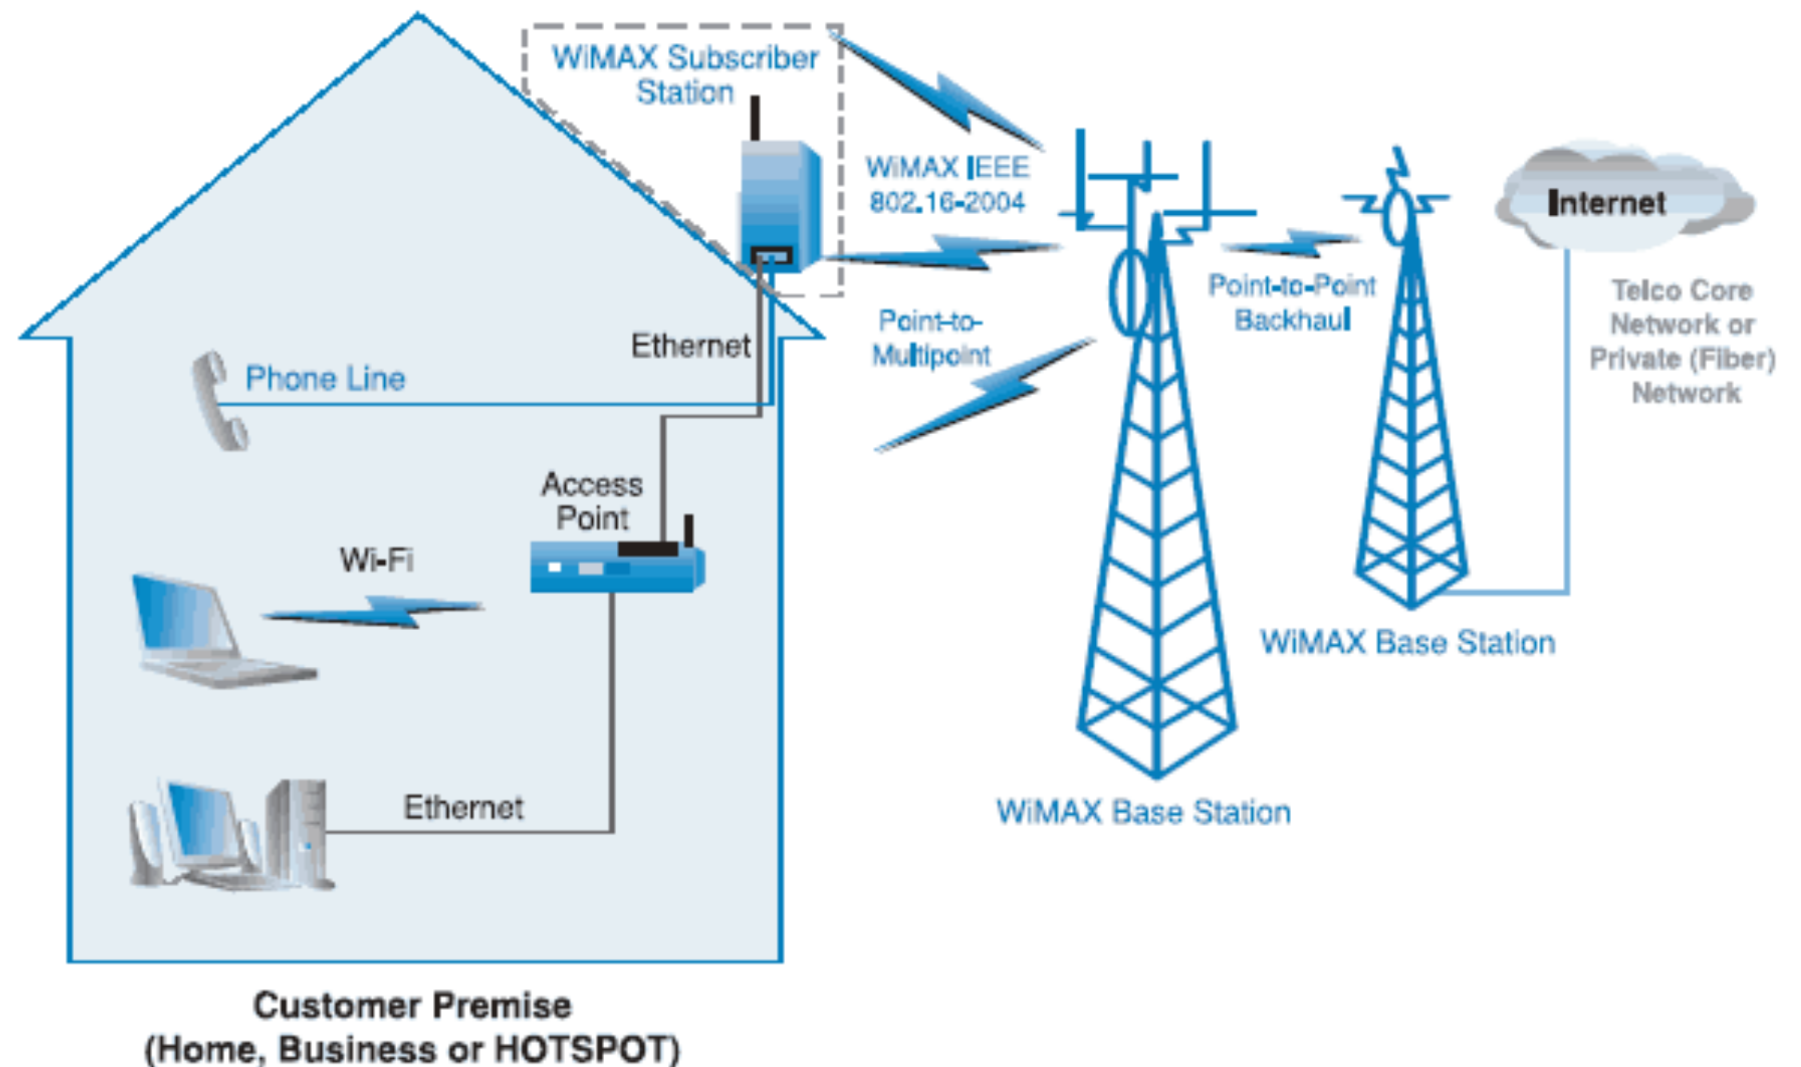 WiMAX Subscriber
Station
WiMAX IEEE
802.16-2004
Internet
Point-to-Point
Backhaul
Telco Core
Network or
Private (Fiber)
Network
Point-to-
Multipoint
Ethernet
Phone Line
Access
Point
Wi-Fi
WiMAX Base Station
Ethernet
WiMAX Base Station
Customer Premise
(Home, Business or HOTSPOT)